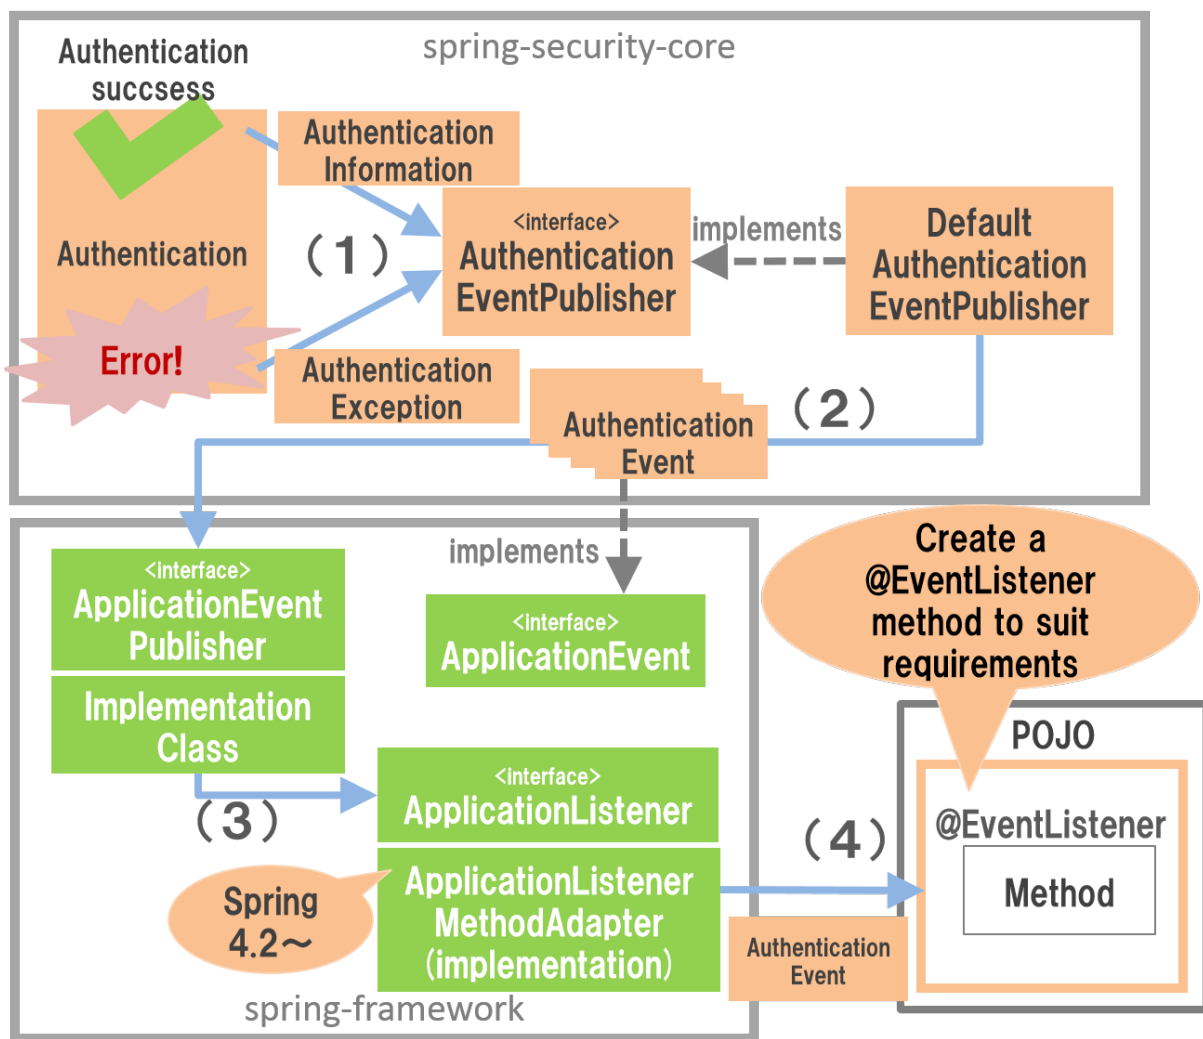 spring-security-core
Authentication
succsess
Authentication
Information
Authentication
(1)
<interface>
Authentication
EventPublisher
implements
Default
Authentication
EventPublisher
Error!
Authentication
Exception
(2)
Authentication
Event
implements
<interface>
ApplicationEvent
Publisher
Implementation
Class
<interface>
ApplicationEvent
Create a
@EventListener
method to suit
requirements
(3)
<interface>
ApplicationListener
ApplicationListener
MethodAdapter
(implementation)
Spring
4.2～
(4)
Authentication
Event
POJO
@EventListener
Method
spring-framework